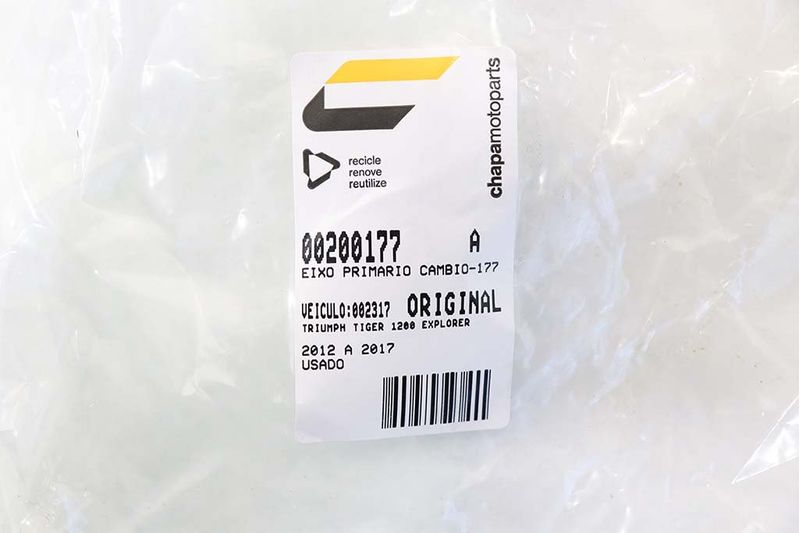 chapamotoparts
recicle
renove
reutilize
00200177 A
EIXO PRIMARIO CAMBIO-177
VEICULO:002317 ORIGINAL
TRIUMPH TIGER 1200 EXPLORER
2012 A 2017
USADO